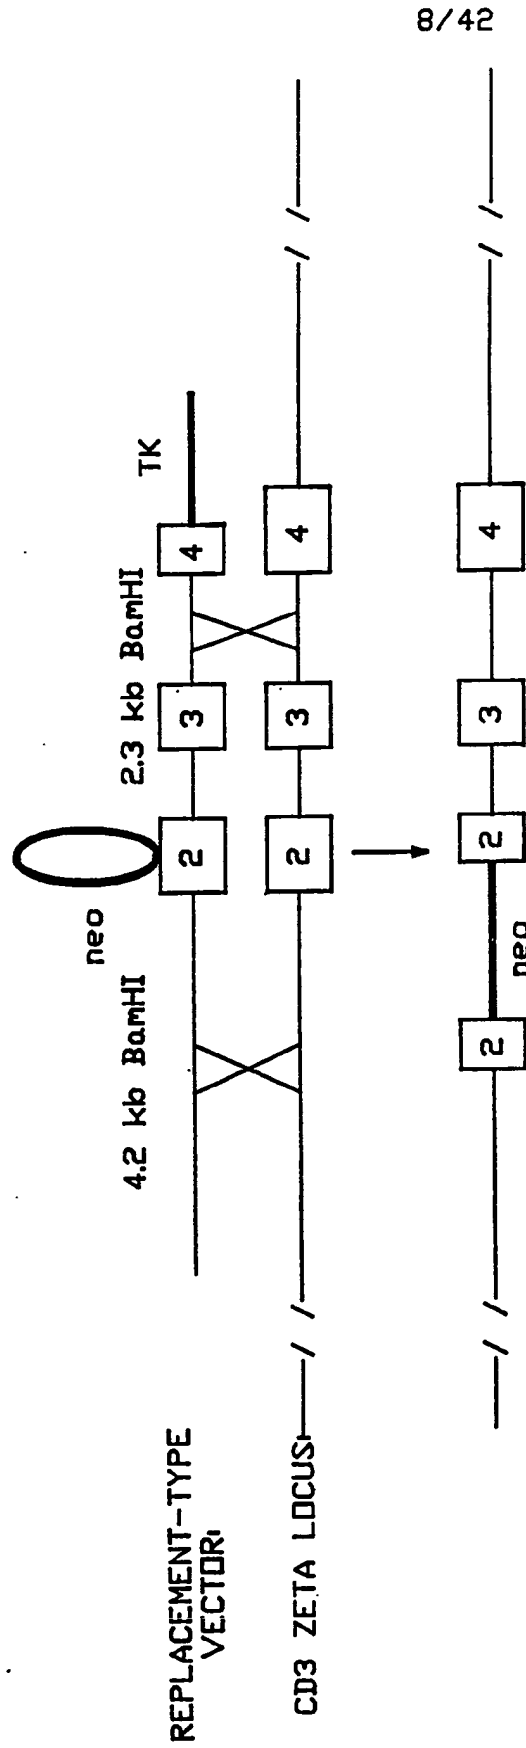 8/42
neo
4.2 kb BamHI
2.3 kb BamHI
TK
REPLACEMENT-TYPE
VECTOR:
2
3
4
CD3 ZETA LOCUS:
2
3
4
2
neo
2
3
4